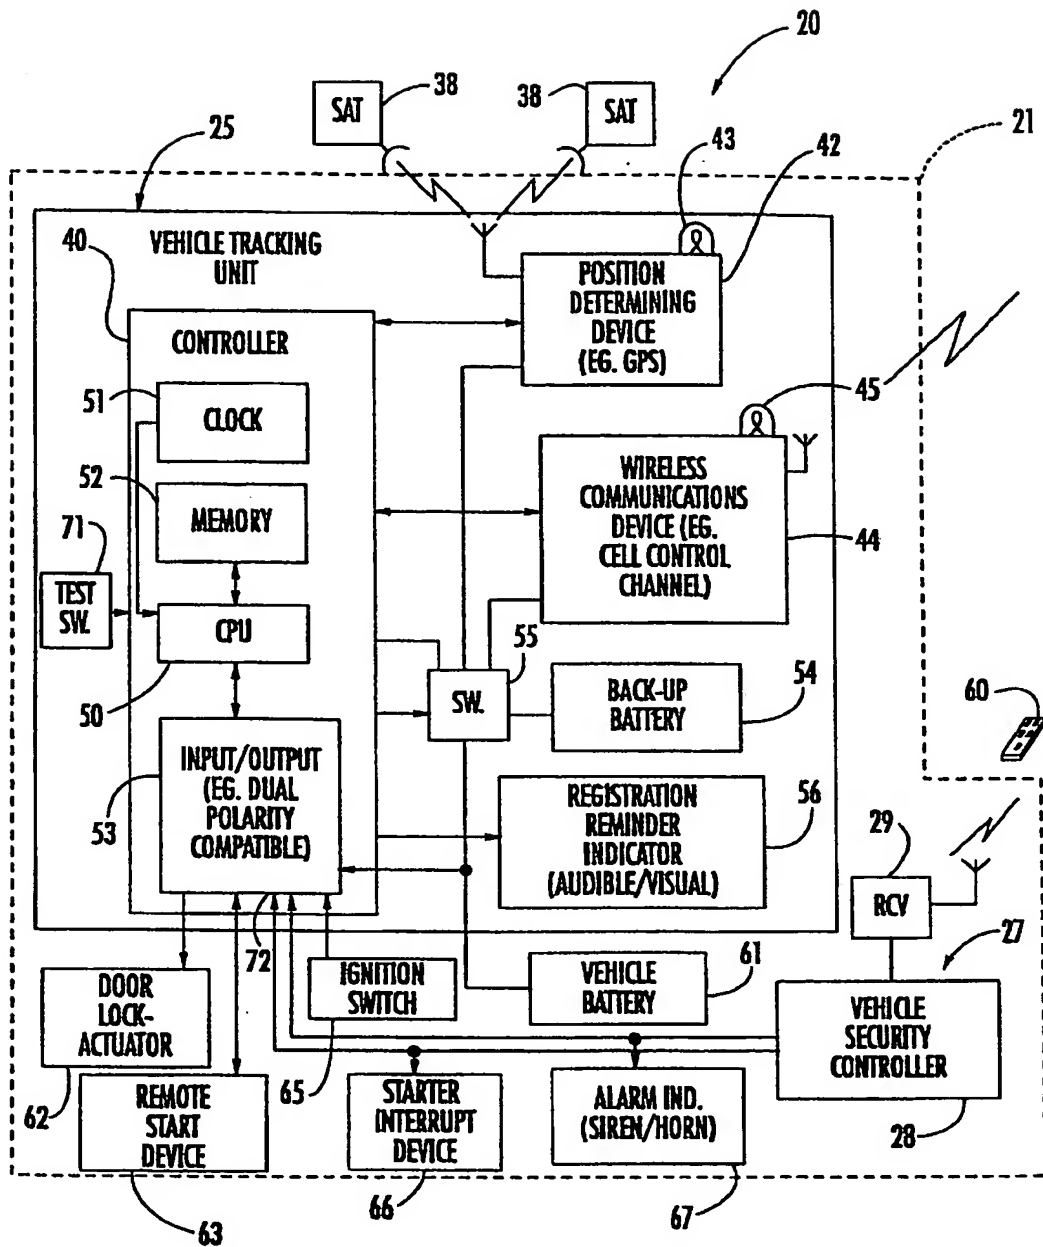 20
38
38
SAT
SAT
21
25
43
42
VEHICLE TRACKING
UNIT
40
POSITION
DETERMINING
DEVICE
(EG. GPS)
CONTROLLER
51
CLOCK
45
52
MEMORY
WIRELESS
COMMUNICATIONS
DEVICE (EG.
CELL CONTROL
CHANNEL)
44
71
TEST
SW.
CPU
50
55
SW.
BACK-UP
BATTERY
54
60
INPUT/OUTPUT
(EG. DUAL
POLARITY
COMPATIBLE)
53
REGISTRATION
REMINDER
INDICATOR
(AUDIBLE/VISUAL)
56
29
RCV
27
72
DOOR
LOCK-
ACTUATOR
62
IGNITION
SWITCH
65
VEHICLE
BATTERY
61
VEHICLE
SECURITY
CONTROLLER
28
REMOTE
START
DEVICE
63
STARTER
INTERRUPT
DEVICE
66
ALARM IND.
(SIREN/HORN)
67